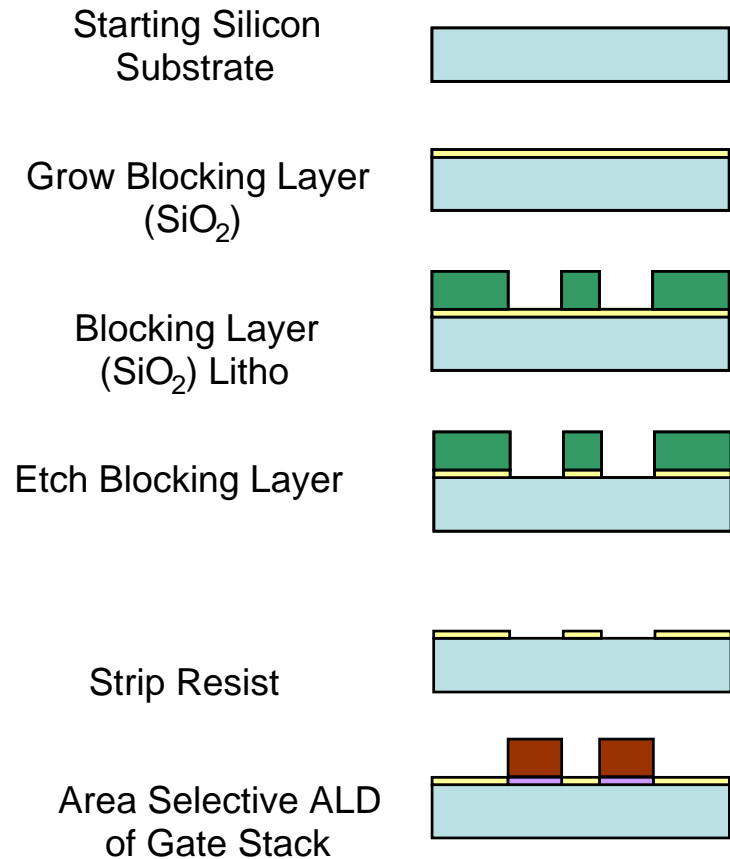 Starting Silicon
Substrate
Grow Blocking Layer
(SiO₂)
Blocking Layer
(SiO₂) Litho
Etch Blocking Layer
Strip Resist
Area Selective ALD
of Gate Stack